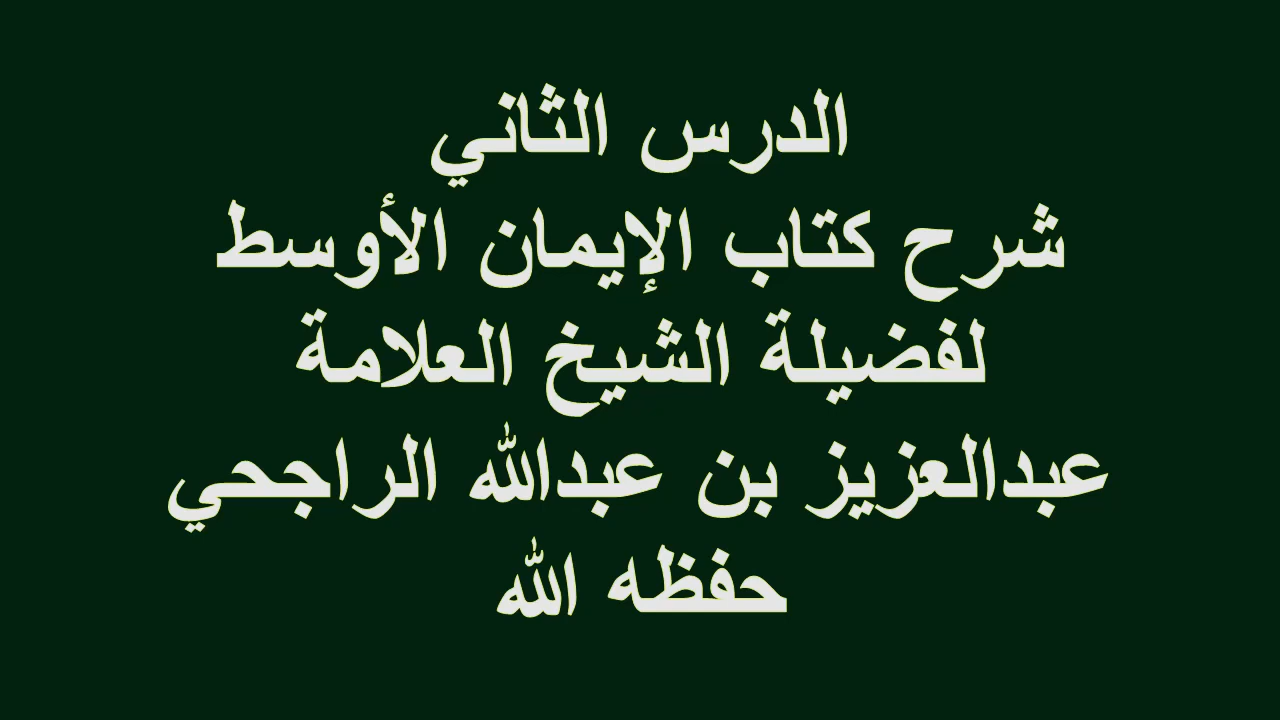 الدرس الثاني
شرح كتاب الإيمان الأوسط
لفضيلة الشيخ العلامة
عبدالعزيز بن عبدالله الراجحي
حفظه الله